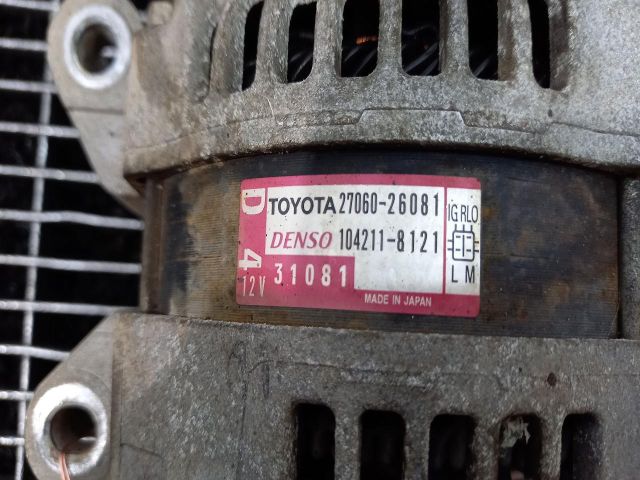 D 4
TOYOTA 27060-26081
DENSO 104211-8121
12V 31081
MADE IN JAPAN
IG RLO
L M